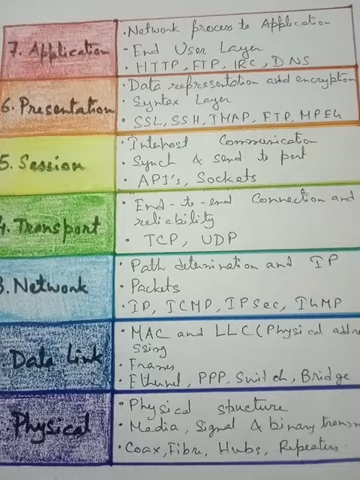 7. Application
· Network process to Application
· End User Layer
· HTTP, FTP, IRC, DNS
6. Presentation
· Data representation and encryption
· Syntax Layer
· SSL, SSH, IMAP, FTP, MPEG
5. Session
· Interhost Communication
· Synch & send to port
· API's, Sockets
4. Transport
· End-to-end Connection and
reliability
· TCP, UDP
3. Network
· Path determination and IP
· Packets
· IP, ICMP, IPSec, IGMP
Data Link
· MAC and LLC (Physical addre
ssing
· Frames
· Ethernet, PPP, Switch, Bridge
Physical
· Physical structure
· Media, Signal & binary transm
· Coax, Fibre, Hubs, Repeaters